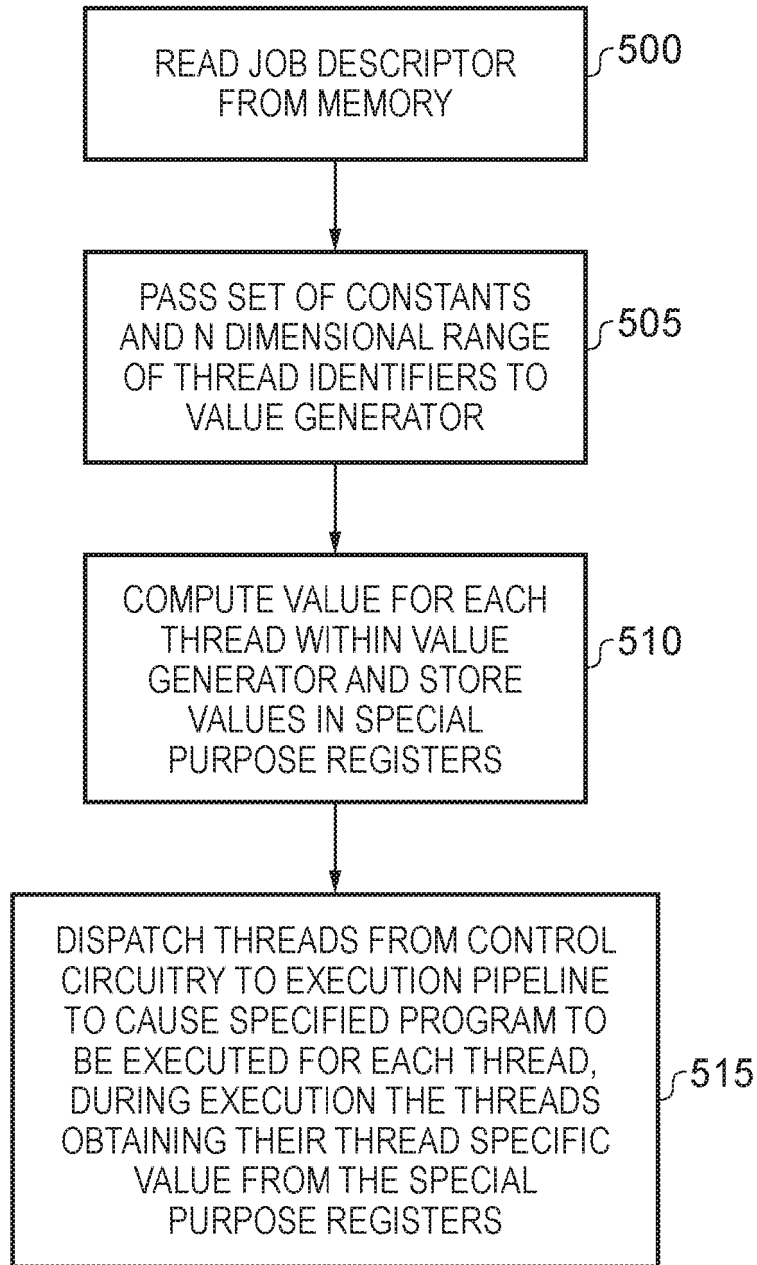 READ JOB DESCRIPTOR
FROM MEMORY
500
PASS SET OF CONSTANTS
AND N DIMENSIONAL RANGE
OF THREAD IDENTIFIERS TO
VALUE GENERATOR
505
COMPUTE VALUE FOR EACH
THREAD WITHIN VALUE
GENERATOR AND STORE
VALUES IN SPECIAL
PURPOSE REGISTERS
510
DISPATCH THREADS FROM CONTROL
CIRCUITRY TO EXECUTION PIPELINE
TO CAUSE SPECIFIED PROGRAM TO
BE EXECUTED FOR EACH THREAD,
DURING EXECUTION THE THREADS
OBTAINING THEIR THREAD SPECIFIC
VALUE FROM THE SPECIAL
PURPOSE REGISTERS
515